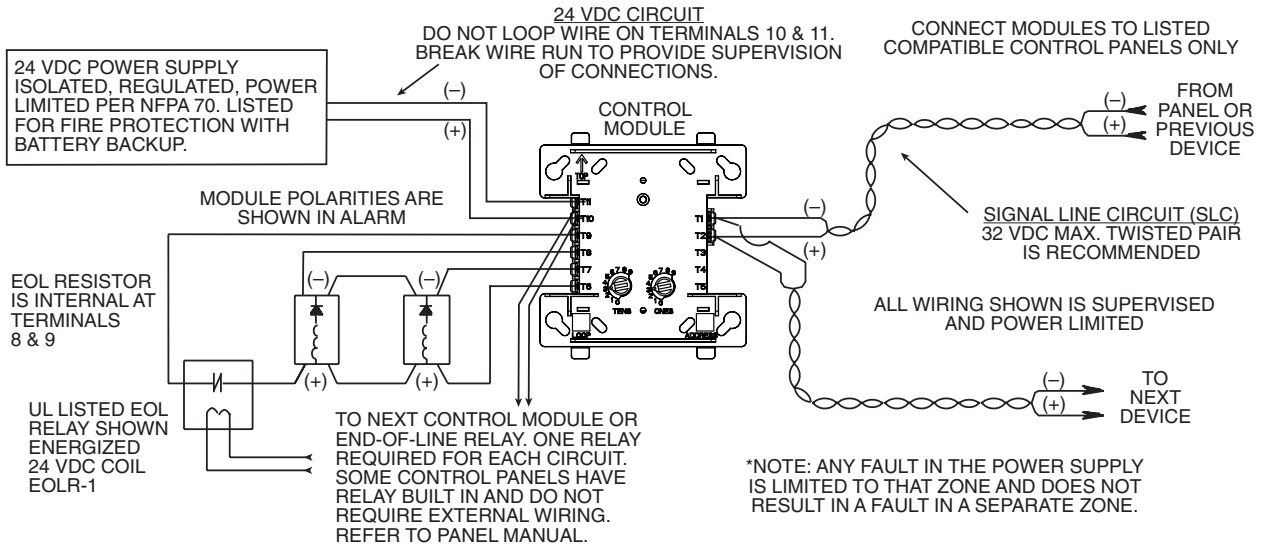 24 VDC CIRCUIT
DO NOT LOOP WIRE ON TERMINALS 10 & 11.
BREAK WIRE RUN TO PROVIDE SUPERVISION
OF CONNECTIONS.
CONNECT MODULES TO LISTED
COMPATIBLE CONTROL PANELS ONLY
24 VDC POWER SUPPLY
ISOLATED, REGULATED, POWER
LIMITED PER NFPA 70. LISTED
FOR FIRE PROTECTION WITH
BATTERY BACKUP.
(–)
(+)
CONTROL
MODULE
(–)
(+)
FROM
PANEL OR
PREVIOUS
DEVICE
MODULE POLARITIES ARE
SHOWN IN ALARM
TOP
T11
T10
T9
T8
T7
T6
T1
T2
T3
T4
T5
TENS
ONES
LOOP
ADDRESS
(–)
(+)
SIGNAL LINE CIRCUIT (SLC)
32 VDC MAX. TWISTED PAIR
IS RECOMMENDED
EOL RESISTOR
IS INTERNAL AT
TERMINALS
8 & 9
(–)
(–)
(+)
(+)
ALL WIRING SHOWN IS SUPERVISED
AND POWER LIMITED
UL LISTED EOL
RELAY SHOWN
ENERGIZED
24 VDC COIL
EOLR-1
TO NEXT CONTROL MODULE OR
END-OF-LINE RELAY. ONE RELAY
REQUIRED FOR EACH CIRCUIT.
SOME CONTROL PANELS HAVE
RELAY BUILT IN AND DO NOT
REQUIRE EXTERNAL WIRING.
REFER TO PANEL MANUAL.
(–)
(+)
TO
NEXT
DEVICE
*NOTE: ANY FAULT IN THE POWER SUPPLY
IS LIMITED TO THAT ZONE AND DOES NOT
RESULT IN A FAULT IN A SEPARATE ZONE.